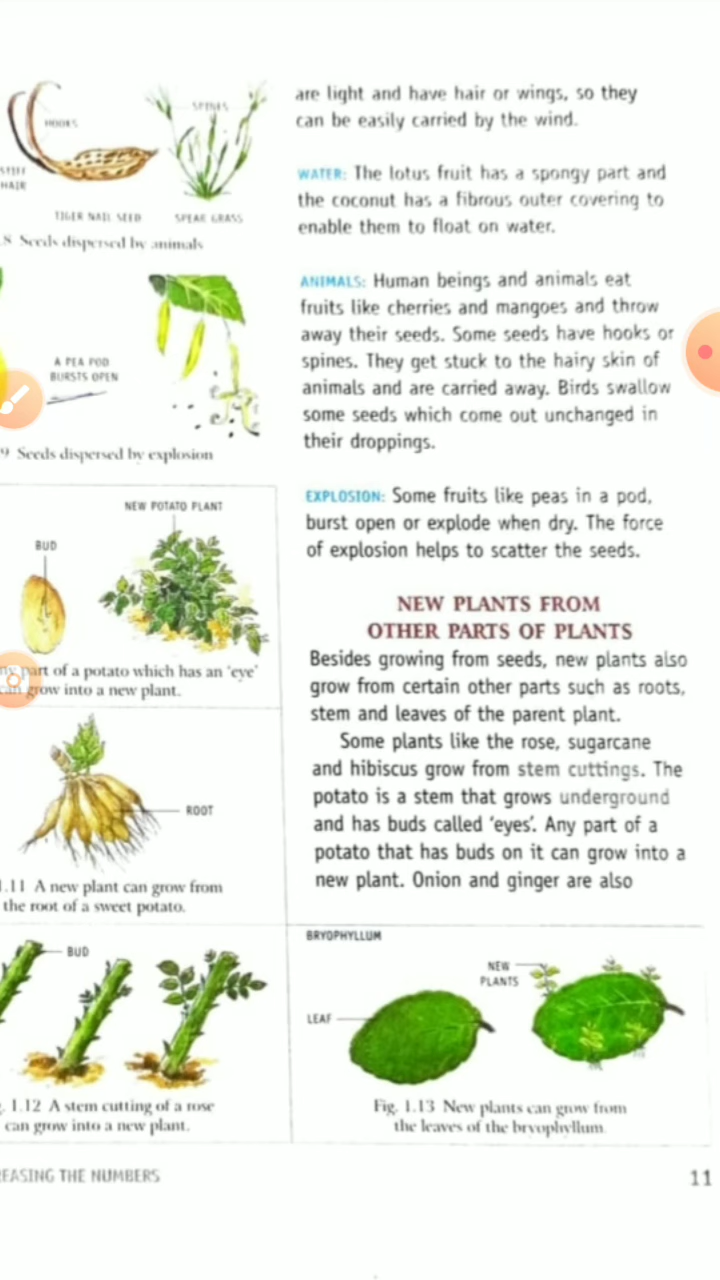 HOOKS
STIFF
HAIR
SPINES
TIGER NAIL SEED
SPEAR GRASS
.8 Seeds dispersed by animals
A PEA POD
BURSTS OPEN
9 Seeds dispersed by explosion
NEW POTATO PLANT
BUD
ny part of a potato which has an 'eye'
can grow into a new plant.
ROOT
.11 A new plant can grow from
the root of a sweet potato.
BUD
. 1.12 A stem cutting of a rose
can grow into a new plant.
are light and have hair or wings, so they
can be easily carried by the wind.
WATER: The lotus fruit has a spongy part and
the coconut has a fibrous outer covering to
enable them to float on water.
ANIMALS: Human beings and animals eat
fruits like cherries and mangoes and throw
away their seeds. Some seeds have hooks or
spines. They get stuck to the hairy skin of
animals and are carried away. Birds swallow
some seeds which come out unchanged in
their droppings.
EXPLOSION: Some fruits like peas in a pod,
burst open or explode when dry. The force
of explosion helps to scatter the seeds.
NEW PLANTS FROM
OTHER PARTS OF PLANTS
Besides growing from seeds, new plants also
grow from certain other parts such as roots,
stem and leaves of the parent plant.
Some plants like the rose, sugarcane
and hibiscus grow from stem cuttings. The
potato is a stem that grows underground
and has buds called 'eyes'. Any part of a
potato that has buds on it can grow into a
new plant. Onion and ginger are also
BRYOPHYLLUM
NEW
PLANTS
LEAF
Fig. 1.13 New plants can grow from
the leaves of the bryophyllum.
EASING THE NUMBERS
11